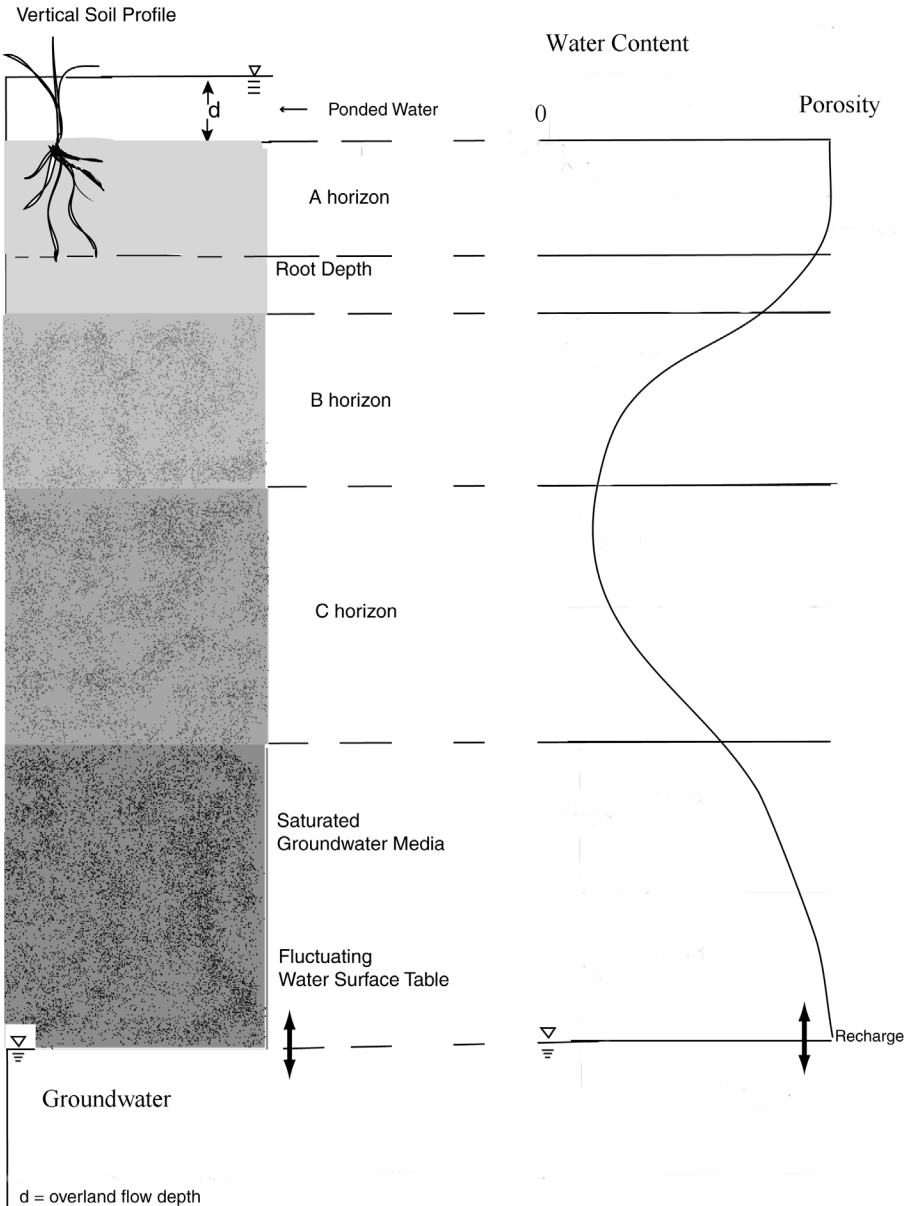 Vertical Soil Profile
Water Content
d
Ponded Water
0
Porosity
A horizon
Root Depth
B horizon
C horizon
Saturated
Groundwater Media
Fluctuating
Water Surface Table
Recharge
Groundwater
d = overland flow depth